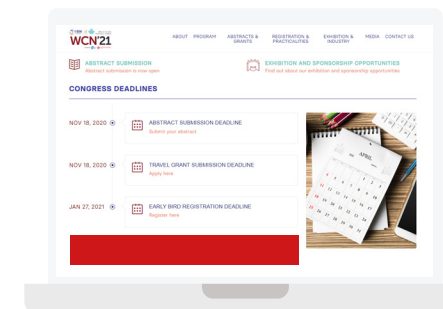 WCN'21
ABOUT PROGRAM ABSTRACTS & GRANTS REGISTRATION & PRACTICALITIES EXHIBITION & INDUSTRY MEDIA CONTACT US
ABSTRACT SUBMISSION
Abstract submission is now open
EXHIBITION AND SPONSORSHIP OPPORTUNITIES
Find out about our exhibition and sponsorship opportunities
CONGRESS DEADLINES
NOV 18, 2020
ABSTRACT SUBMISSION DEADLINE
Submit your abstract
NOV 18, 2020
TRAVEL GRANT SUBMISSION DEADLINE
Apply here
JAN 27, 2021
EARLY BIRD REGISTRATION DEADLINE
Register here
APRIL